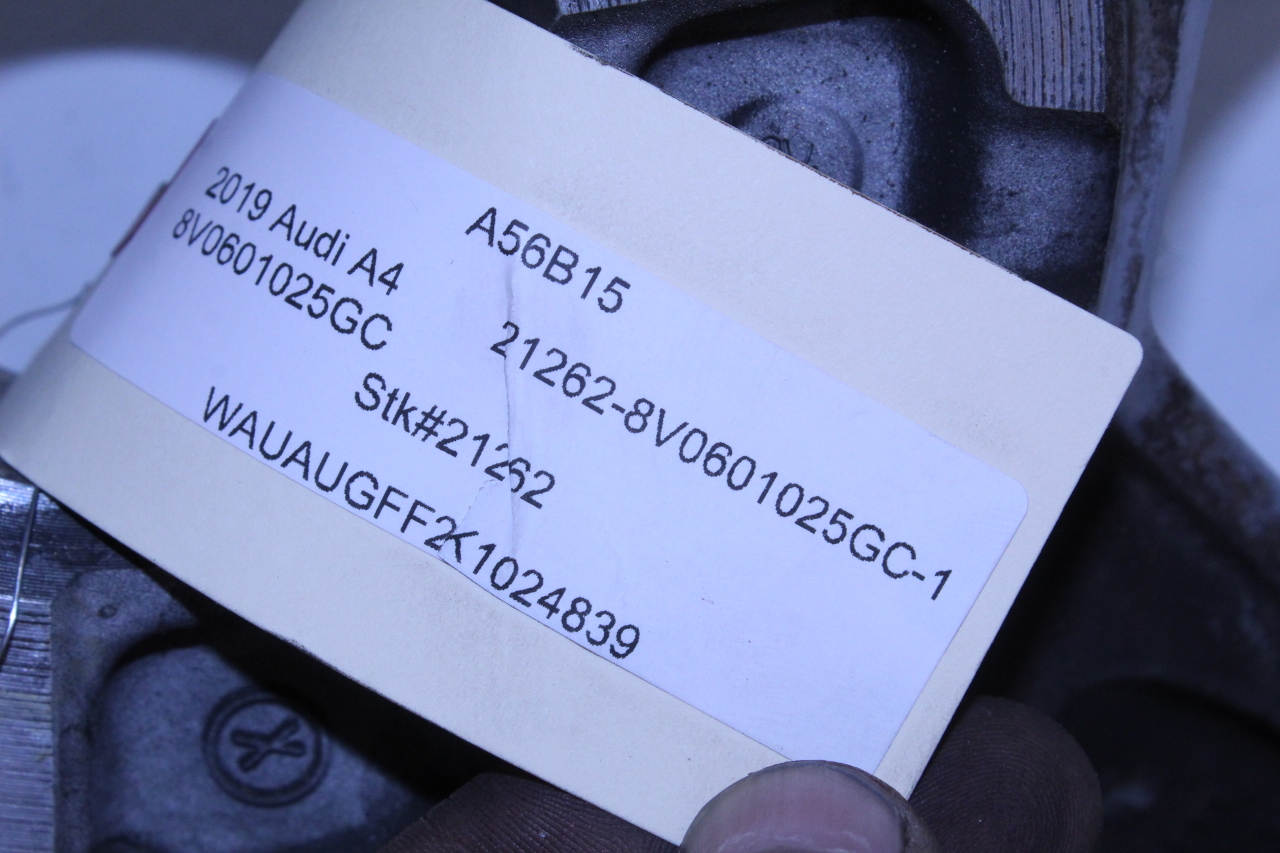 A56B15
2019 Audi A4
8V0601025GC
21262-8V0601025GC-1
Stk#21262
WAUAUGFF2K1024839